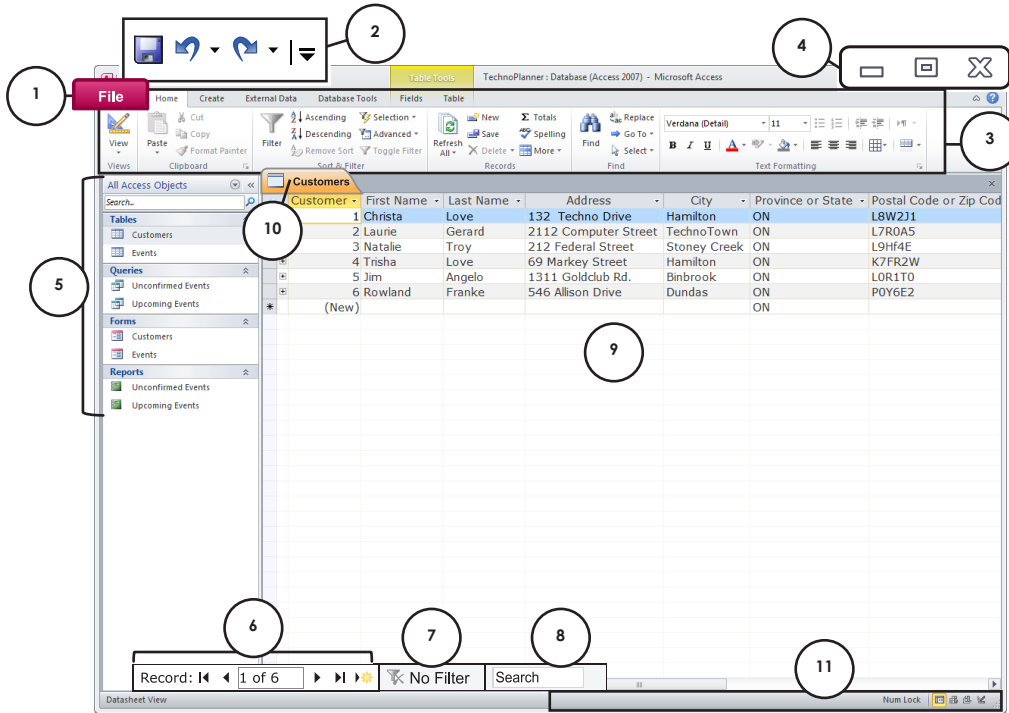 2
4
Table Tools
TechnoPlanner : Database (Access 2007) - Microsoft Access
1
File
Home Create External Data Database Tools Fields Table
Cut
Copy
Format Painter
View
Paste
Views
Clipboard
Filter
Ascending
Descending
Remove Sort
Selection
Advanced
Toggle Filter
Sort & Filter
Refresh All
New
Save
Delete
Totals
Spelling
More
Records
Find
Replace
Go To
Select
Find
Verdana (Detail) 11
B I U A
Text Formatting
3
All Access Objects
Search...
Tables
Customers
Events
Queries
Unconfirmed Events
Upcoming Events
Forms
Customers
Events
Reports
Unconfirmed Events
Upcoming Events
5
Customers
10
Customer First Name Last Name Address City Province or State Postal Code or Zip Cod
1 Christa Love 132 Techno Drive Hamilton ON L8W2J1
2 Laurie Gerard 2112 Computer Street TechnoTown ON L7R0A5
3 Natalie Troy 212 Federal Street Stoney Creek ON L9Hf4E
4 Trisha Love 69 Markey Street Hamilton ON K7FR2W
5 Jim Angelo 1311 Goldclub Rd. Binbrook ON L0R1T0
6 Rowland Franke 546 Allison Drive Dundas ON P0Y6E2
(New) ON
9
6
7
8
11
Record: 1 of 6 No Filter Search
Datasheet View
Num Lock